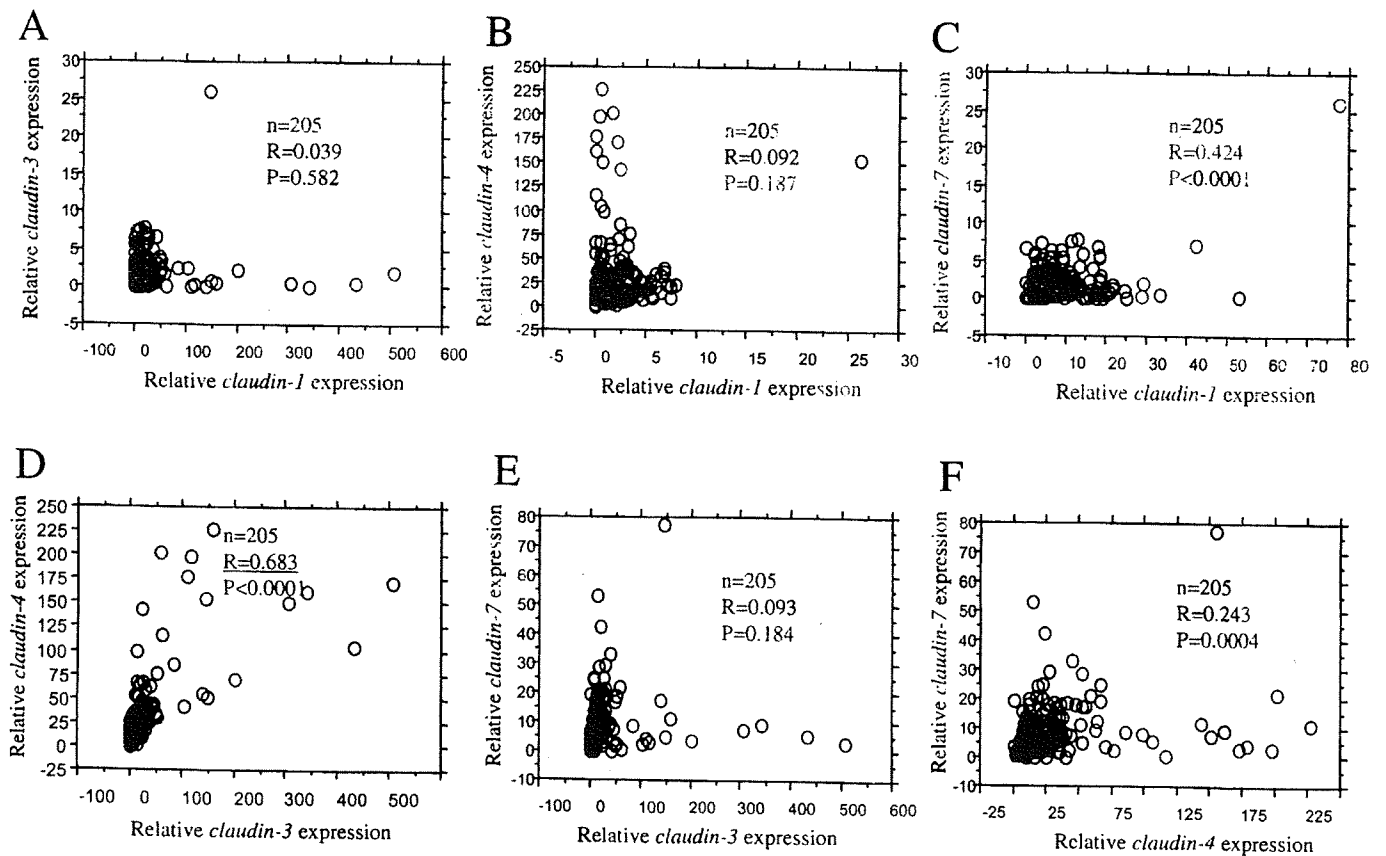 A
Relative claudin-3 expression
30
25
20
15
10
5
0
-5
n=205
R=0.039
P=0.582
-100 0 100 200 300 400 500 600
Relative claudin-1 expression
B
Relative claudin-4 expression
250
225
200
175
150
125
100
75
50
25
0
-25
n=205
R=0.092
P=0.187
-5 0 5 10 15 20 25 30
Relative claudin-1 expression
C
Relative claudin-7 expression
30
25
20
15
10
5
0
-5
n=205
R=0.424
P<0.0001
-10 0 10 20 30 40 50 60 70 80
Relative claudin-1 expression
D
Relative claudin-4 expression
250
225
200
175
150
125
100
75
50
25
0
-25
n=205
R=0.683
P<0.0001
-100 0 100 200 300 400 500
Relative claudin-3 expression
E
Relative claudin-7 expression
80
70
60
50
40
30
20
10
0
-10
n=205
R=0.093
P=0.184
-100 0 100 200 300 400 500 600
Relative claudin-3 expression
F
Relative claudin-7 expression
80
70
60
50
40
30
20
10
0
-10
n=205
R=0.243
P=0.0004
-25 25 75 125 175 225
Relative claudin-4 expression